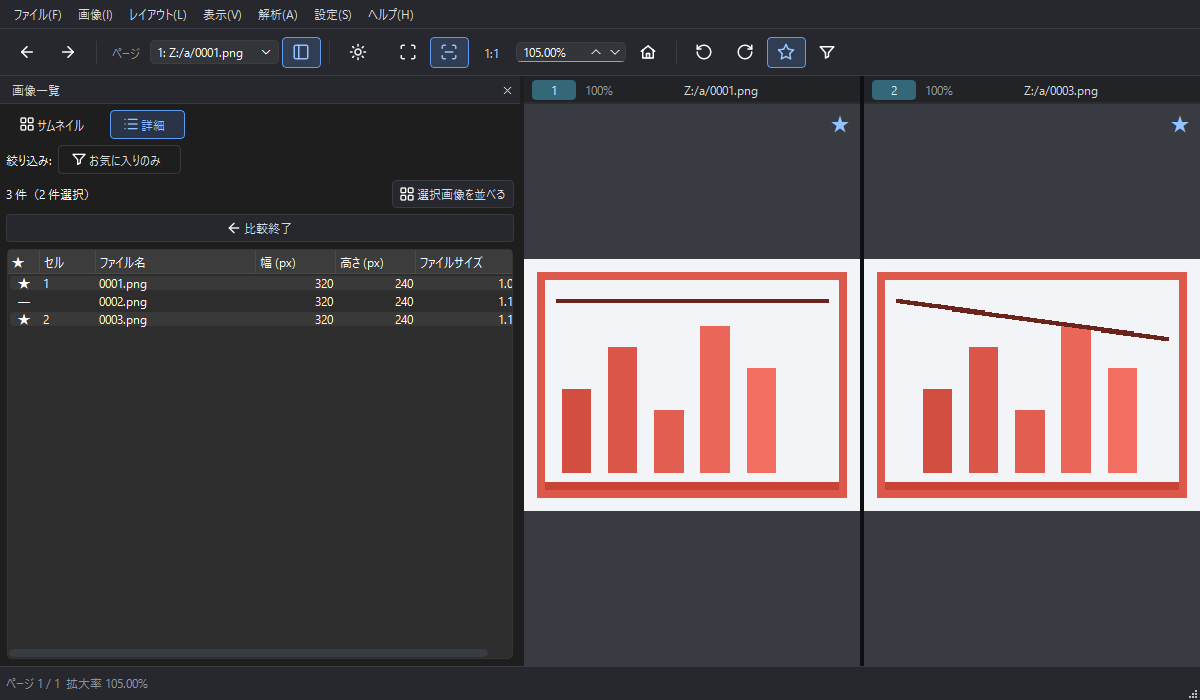 ファイル(F) 画像(I) レイアウト(L) 表示(V) 解析(A) 設定(S) ヘルプ(H)
ページ 1: Z:/a/0001.png 1:1 105.00%
画像一覧
サムネイル 詳細
絞り込み: お気に入りのみ
3 件（2 件選択） 選択画像を並べる
比較終了
★ セル ファイル名 幅 (px) 高さ (px) ファイルサイズ
★ 1 0001.png 320 240 1.0
— 0002.png 320 240 1.1
★ 2 0003.png 320 240 1.1
1 100% Z:/a/0001.png
2 100% Z:/a/0003.png
ページ 1 / 1 拡大率 105.00%